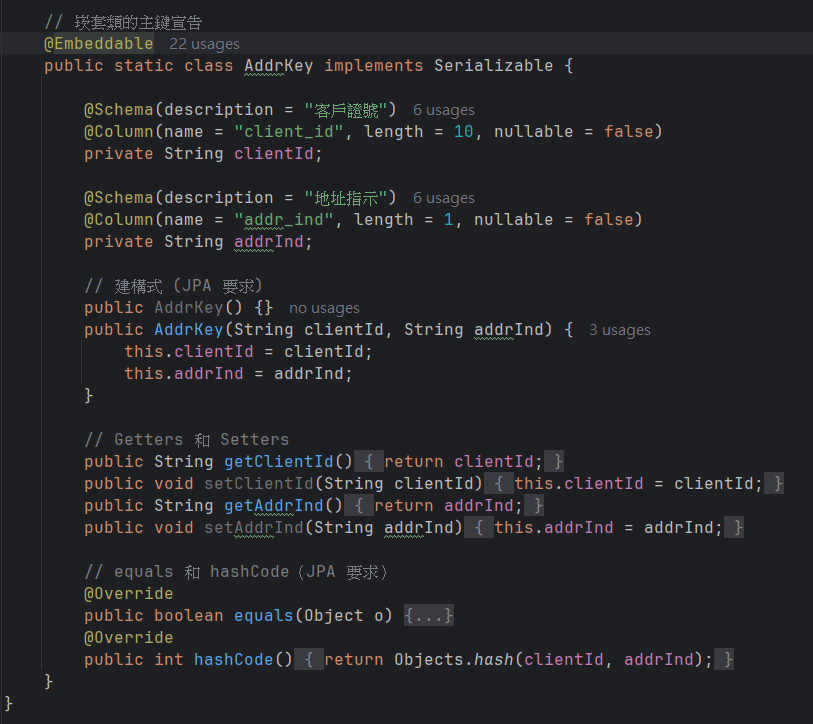 // 崁套類的主鍵宣告
@Embeddable 22 usages
public static class AddrKey implements Serializable {
@Schema(description = "客戶證號") 6 usages
@Column(name = "client_id", length = 10, nullable = false)
private String clientId;
@Schema(description = "地址指示") 6 usages
@Column(name = "addr_ind", length = 1, nullable = false)
private String addrInd;
// 建構式 (JPA 要求)
public AddrKey() {} no usages
public AddrKey(String clientId, String addrInd) { 3 usages
this.clientId = clientId;
this.addrInd = addrInd;
}
// Getters 和 Setters
public String getClientId() { return clientId; }
public void setClientId(String clientId) { this.clientId = clientId; }
public String getAddrInd() { return addrInd; }
public void setAddrInd(String addrInd) { this.addrInd = addrInd; }
// equals 和 hashCode（JPA 要求）
@Override
public boolean equals(Object o) {...}
@Override
public int hashCode() { return Objects.hash(clientId, addrInd); }
}
}